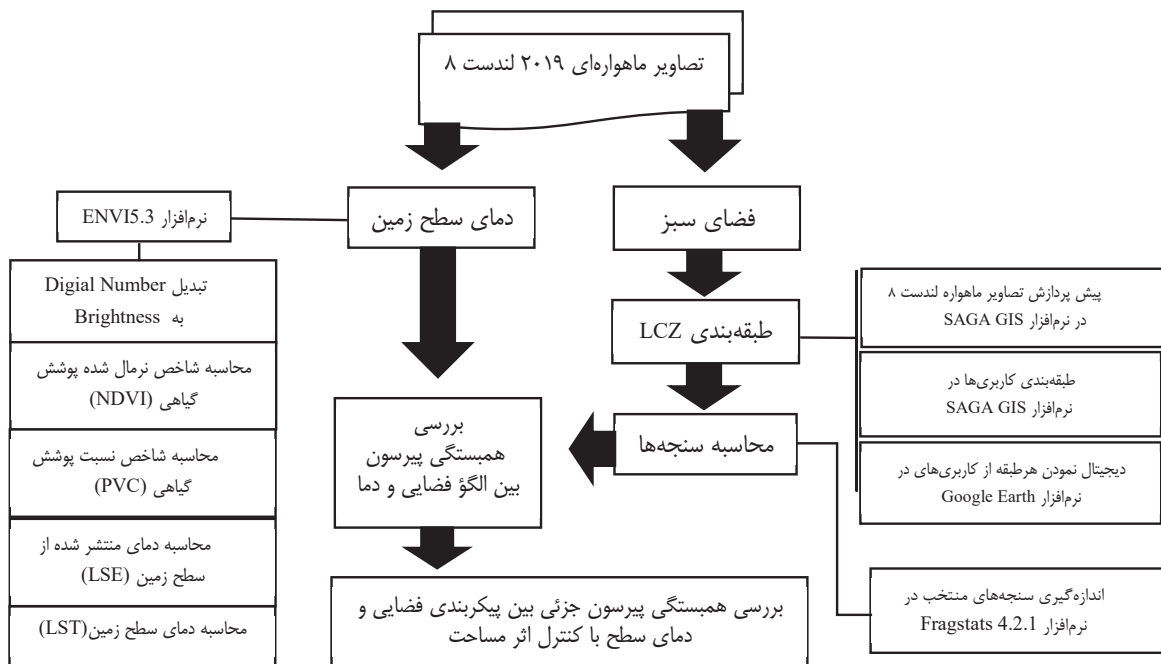 تصاویر ماهواره‌ای ۲۰۱۹ لندست ۸
فضای سبز
دمای سطح زمین
نرم‌افزار ENVI5.3
تبدیل Digial Number
به Brightness
محاسبه شاخص نرمال شده پوشش
گیاهی (NDVI)
محاسبه شاخص نسبت پوشش
گیاهی (PVC)
محاسبه دمای منتشر شده از
سطح زمین (LSE)
محاسبه دمای سطح زمین(LST)
طبقه‌بندی LCZ
پیش پردازش تصاویر ماهواره لندست ۸
در نرم‌افزار SAGA GIS
طبقه‌بندی کاربری‌ها در
نرم‌افزار SAGA GIS
دیجیتال نمودن هرطبقه از کاربری‌های در
نرم‌افزار Google Earth
محاسبه سنجه‌ها
اندازه‌گیری سنجه‌های منتخب در
نرم‌افزار Fragstats 4.2.1
بررسی
همبستگی پیرسون
بین الگؤ فضایی و دما
بررسی همبستگی پیرسون جزئی بین پیکربندی فضایی و
دمای سطح با کنترل اثر مساحت